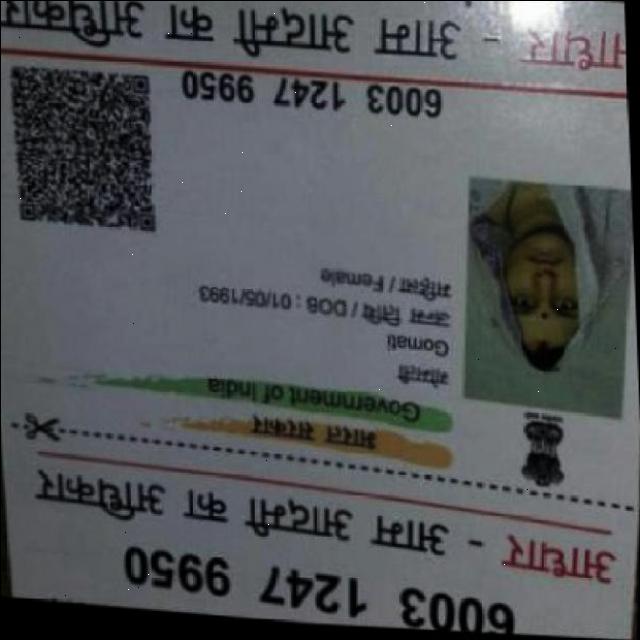 6003 1247 9950
आधार - आम आदमी का अधिकार
भारत सरकार
Government of India
गोमती
Gomati
जन्म तिथि / DOB : 01/05/1993
महिला / Female
6003 1247 9950
आधार - आम आदमी का अधिकार